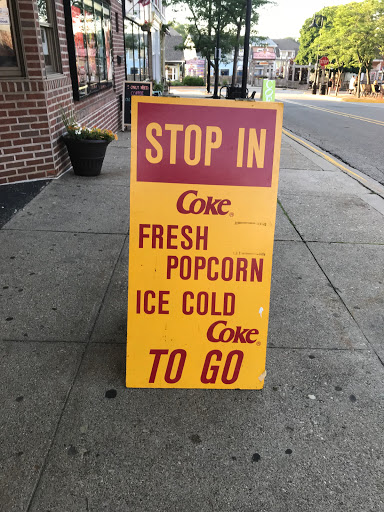 STOP IN
Coke®
FRESH
POPCORN
ICE COLD
Coke®
TO GO